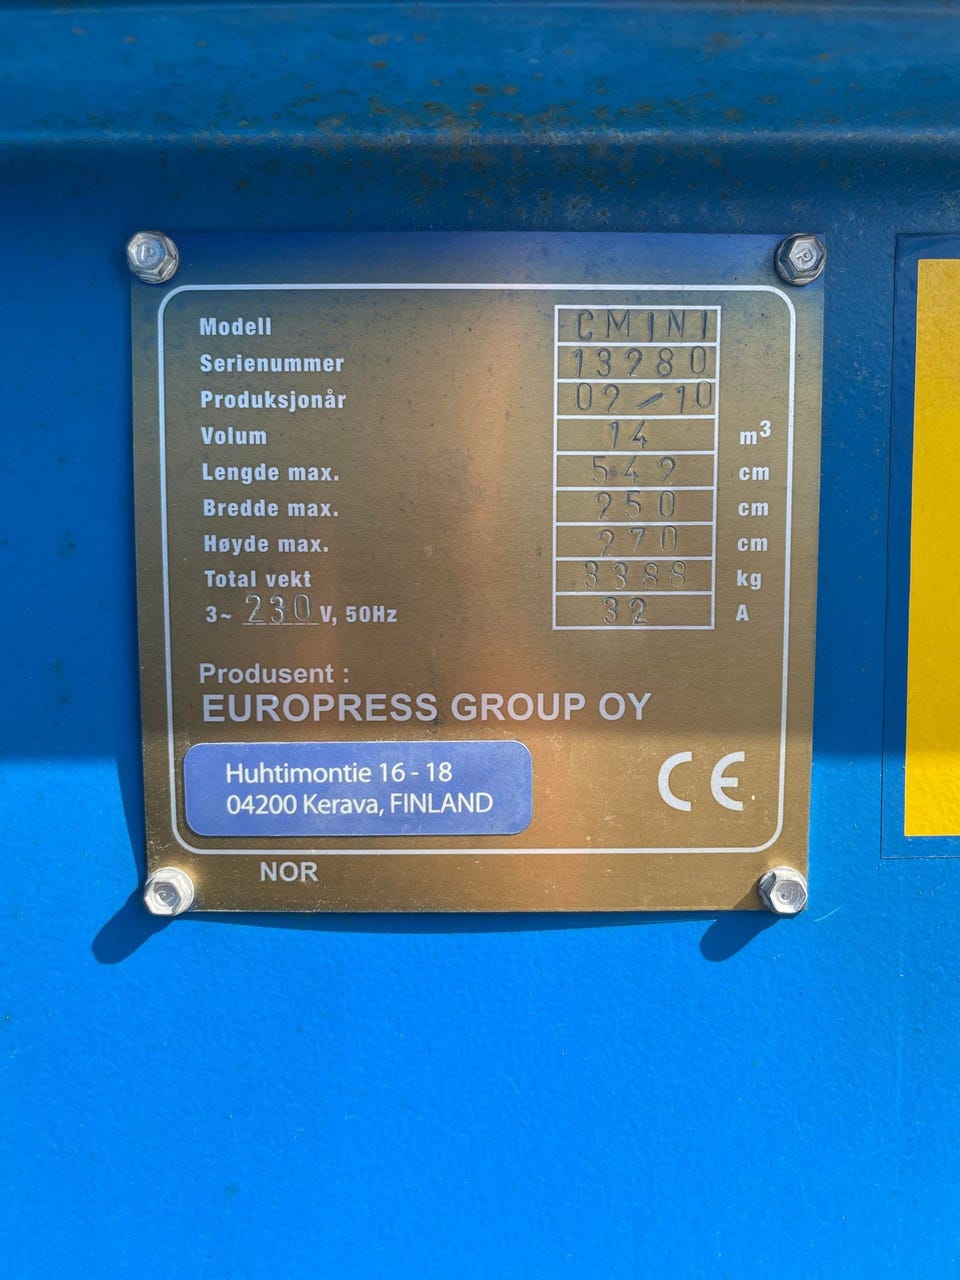 Modell CMINI
Serienummer 13280
Produksjonår 02-10
Volum 14 m³
Lengde max. 542 cm
Bredde max. 250 cm
Høyde max. 270 cm
Total vekt 3388 kg
3~ 230 V, 50Hz 32 A
Produsent :
EUROPRESS GROUP OY
Huhtimontie 16 - 18
04200 Kerava, FINLAND
CE
NOR